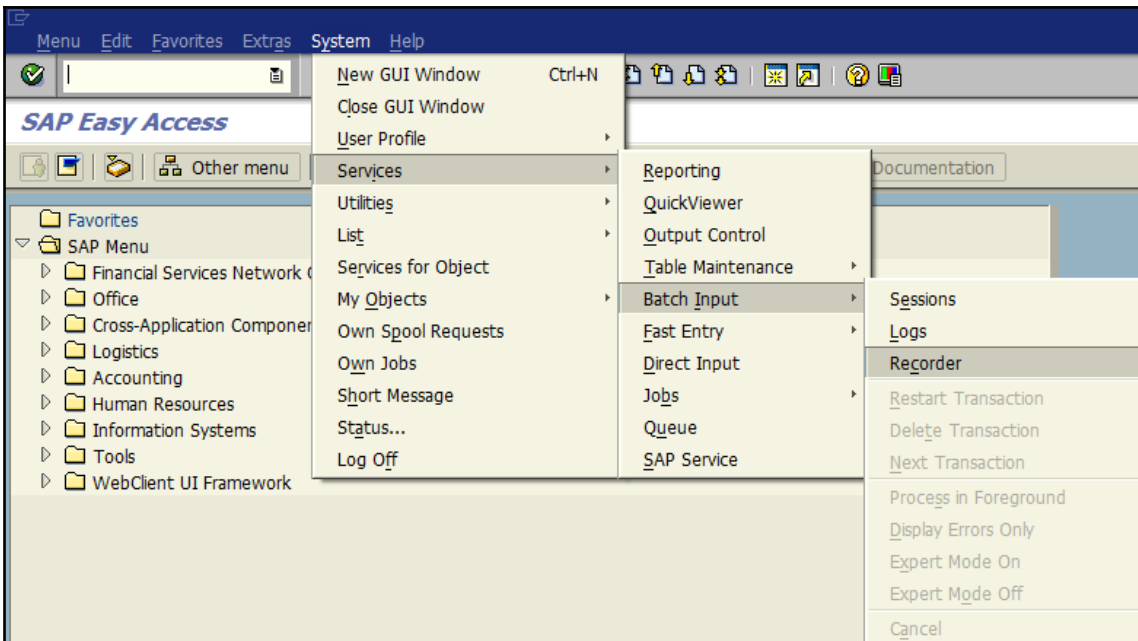 Menu Edit Favorites Extras System Help
SAP Easy Access
Other menu
Documentation
New GUI Window Ctrl+N
Close GUI Window
User Profile
Services
Utilities
List
Services for Object
My Objects
Own Spool Requests
Own Jobs
Short Message
Status...
Log Off
Reporting
QuickViewer
Output Control
Table Maintenance
Batch Input
Fast Entry
Direct Input
Jobs
Queue
SAP Service
Sessions
Logs
Recorder
Restart Transaction
Delete Transaction
Next Transaction
Process in Foreground
Display Errors Only
Expert Mode On
Expert Mode Off
Cancel
Favorites
SAP Menu
Financial Services Network
Office
Cross-Application
Logistics
Accounting
Human Resources
Information Systems
Tools
WebClient UI Framework